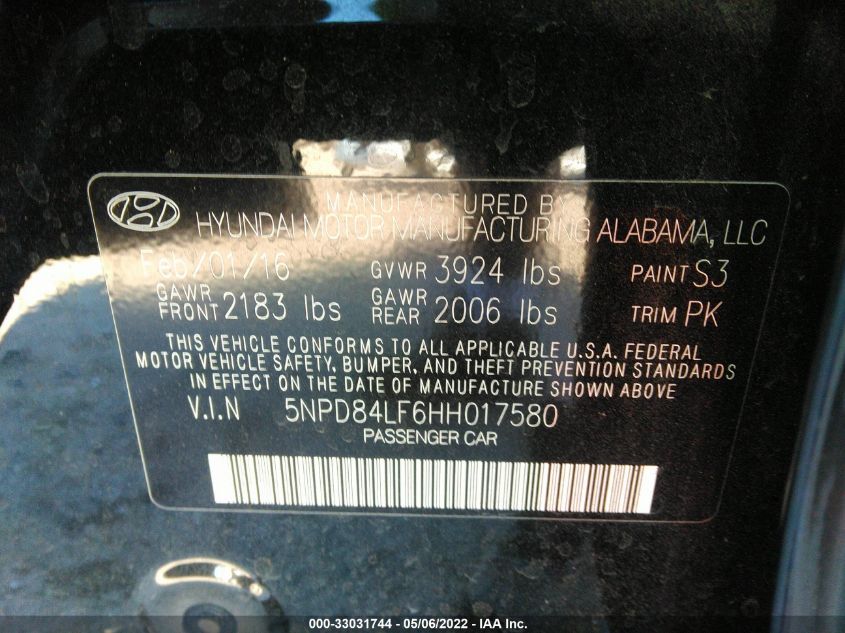 MANUFACTURED BY
HYUNDAI MOTOR MANUFACTURING ALABAMA, LLC
Feb/01/16 GVWR 3924 lbs PAINT S3
GAWR FRONT 2183 lbs GAWR REAR 2006 lbs TRIM PK
THIS VEHICLE CONFORMS TO ALL APPLICABLE U.S.A. FEDERAL
MOTOR VEHICLE SAFETY, BUMPER, AND THEFT PREVENTION STANDARDS
IN EFFECT ON THE DATE OF MANUFACTURE SHOWN ABOVE
V.I.N 5NPD84LF6HH017580
PASSENGER CAR
000-33031744 - 05/06/2022 - IAA Inc.